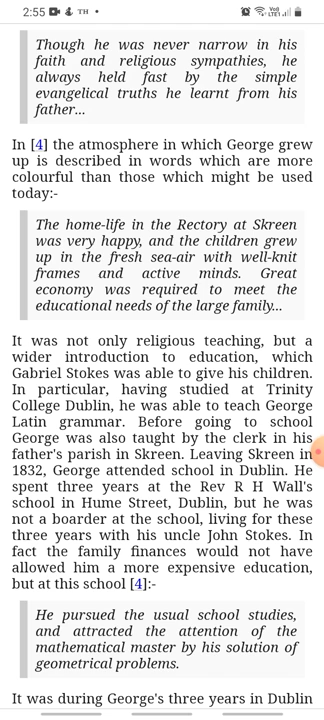 2:55 TH •
Vo)) LTE1
Though he was never narrow in his
faith and religious sympathies, he
always held fast by the simple
evangelical truths he learnt from his
father...
In [4] the atmosphere in which George grew
up is described in words which are more
colourful than those which might be used
today:-
The home-life in the Rectory at Skreen
was very happy, and the children grew
up in the fresh sea-air with well-knit
frames and active minds. Great
economy was required to meet the
educational needs of the large family...
It was not only religious teaching, but a
wider introduction to education, which
Gabriel Stokes was able to give his children.
In particular, having studied at Trinity
College Dublin, he was able to teach George
Latin grammar. Before going to school
George was also taught by the clerk in his
father's parish in Skreen. Leaving Skreen in
1832, George attended school in Dublin. He
spent three years at the Rev R H Wall's
school in Hume Street, Dublin, but he was
not a boarder at the school, living for these
three years with his uncle John Stokes. In
fact the family finances would not have
allowed him a more expensive education,
but at this school [4]:-
He pursued the usual school studies,
and attracted the attention of the
mathematical master by his solution of
geometrical problems.
It was during George's three years in Dublin